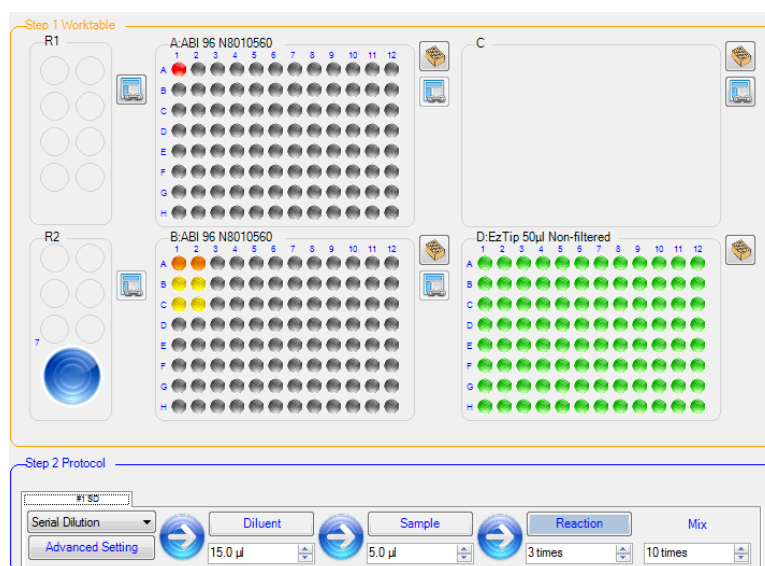 Step 1 Worktable
R1
A:ABI 96 N8010560
1 2 3 4 5 6 7 8 9 10 11 12
A
B
C
D
E
F
G
H
C
R2
7
B:ABI 96 N8010560
1 2 3 4 5 6 7 8 9 10 11 12
A
B
C
D
E
F
G
H
D:EzTip 50µl Non-filtered
1 2 3 4 5 6 7 8 9 10 11 12
A
B
C
D
E
F
G
H
Step 2 Protocol
#1 SD
Serial Dilution Diluent Sample Reaction Mix
Advanced Setting 15.0 µl 5.0 µl 3 times 10 times